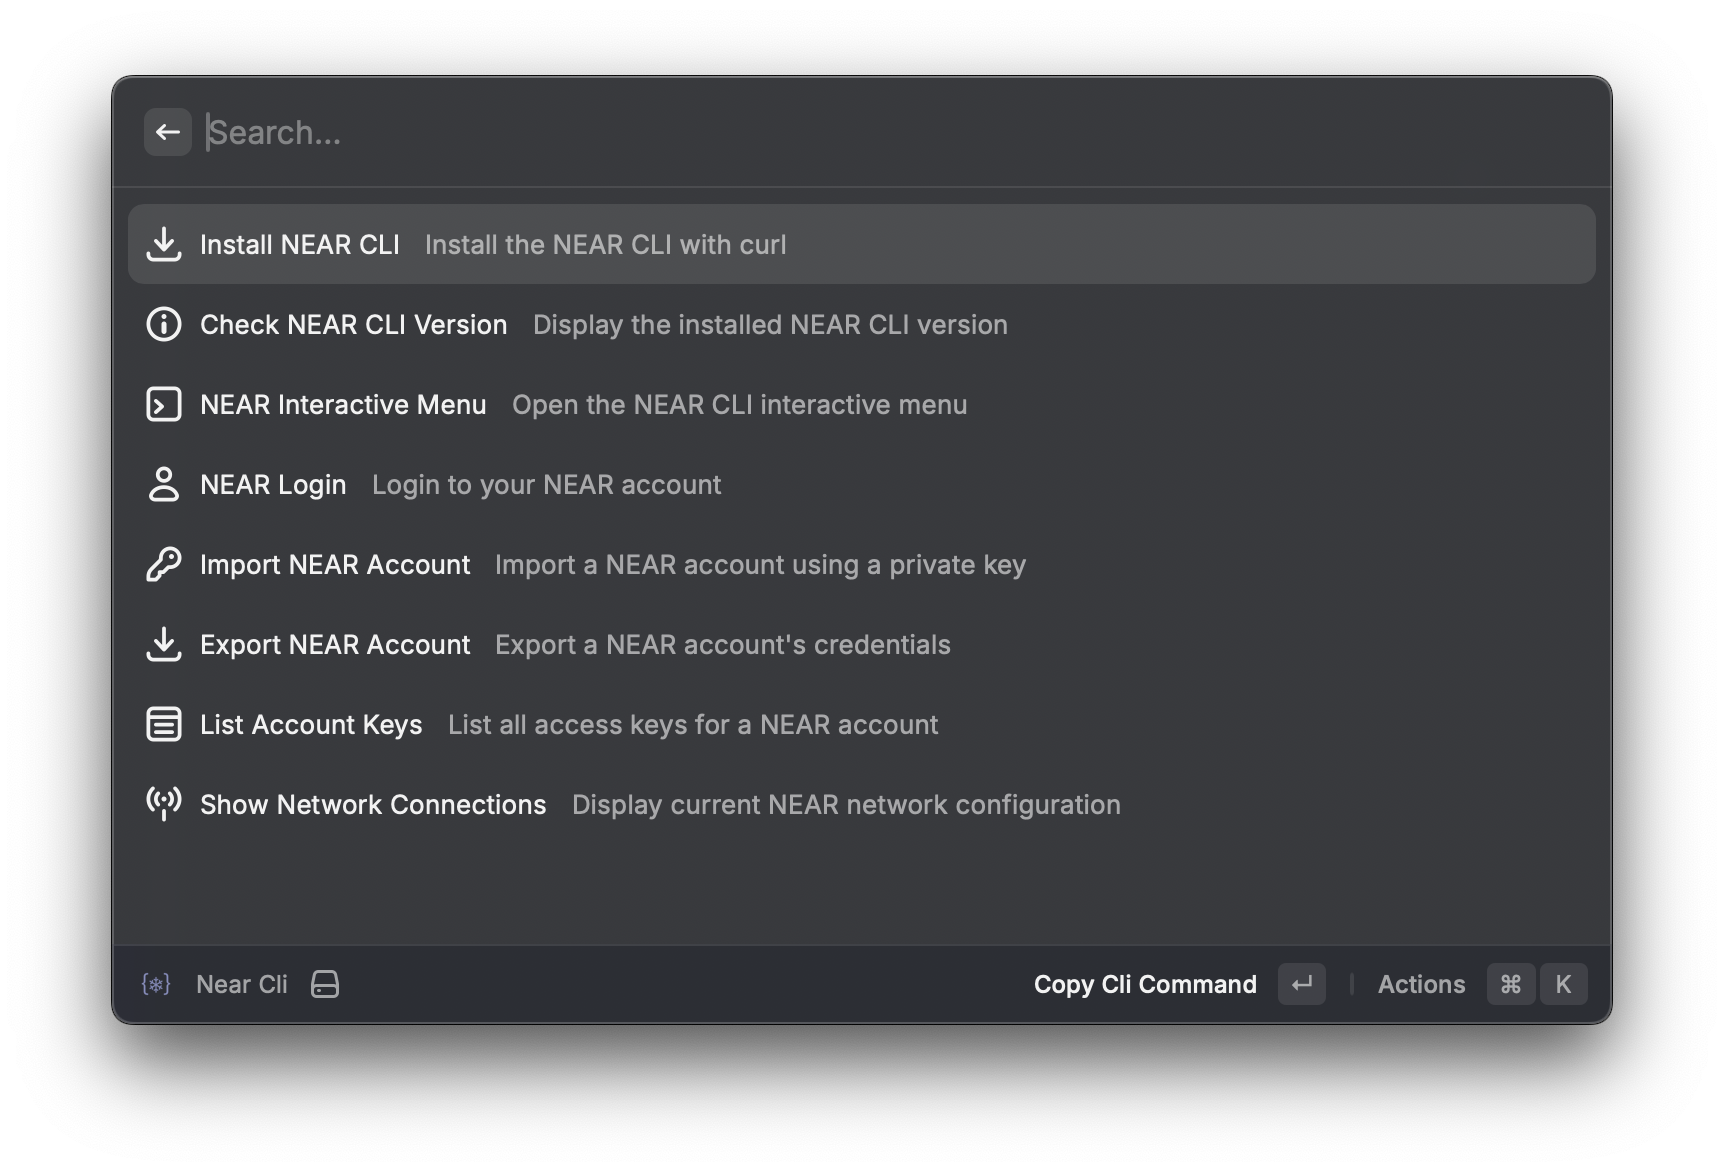 Search...
Install NEAR CLI Install the NEAR CLI with curl
Check NEAR CLI Version Display the installed NEAR CLI version
NEAR Interactive Menu Open the NEAR CLI interactive menu
NEAR Login Login to your NEAR account
Import NEAR Account Import a NEAR account using a private key
Export NEAR Account Export a NEAR account's credentials
List Account Keys List all access keys for a NEAR account
Show Network Connections Display current NEAR network configuration
Near Cli Copy Cli Command ↵ Actions ⌘ K